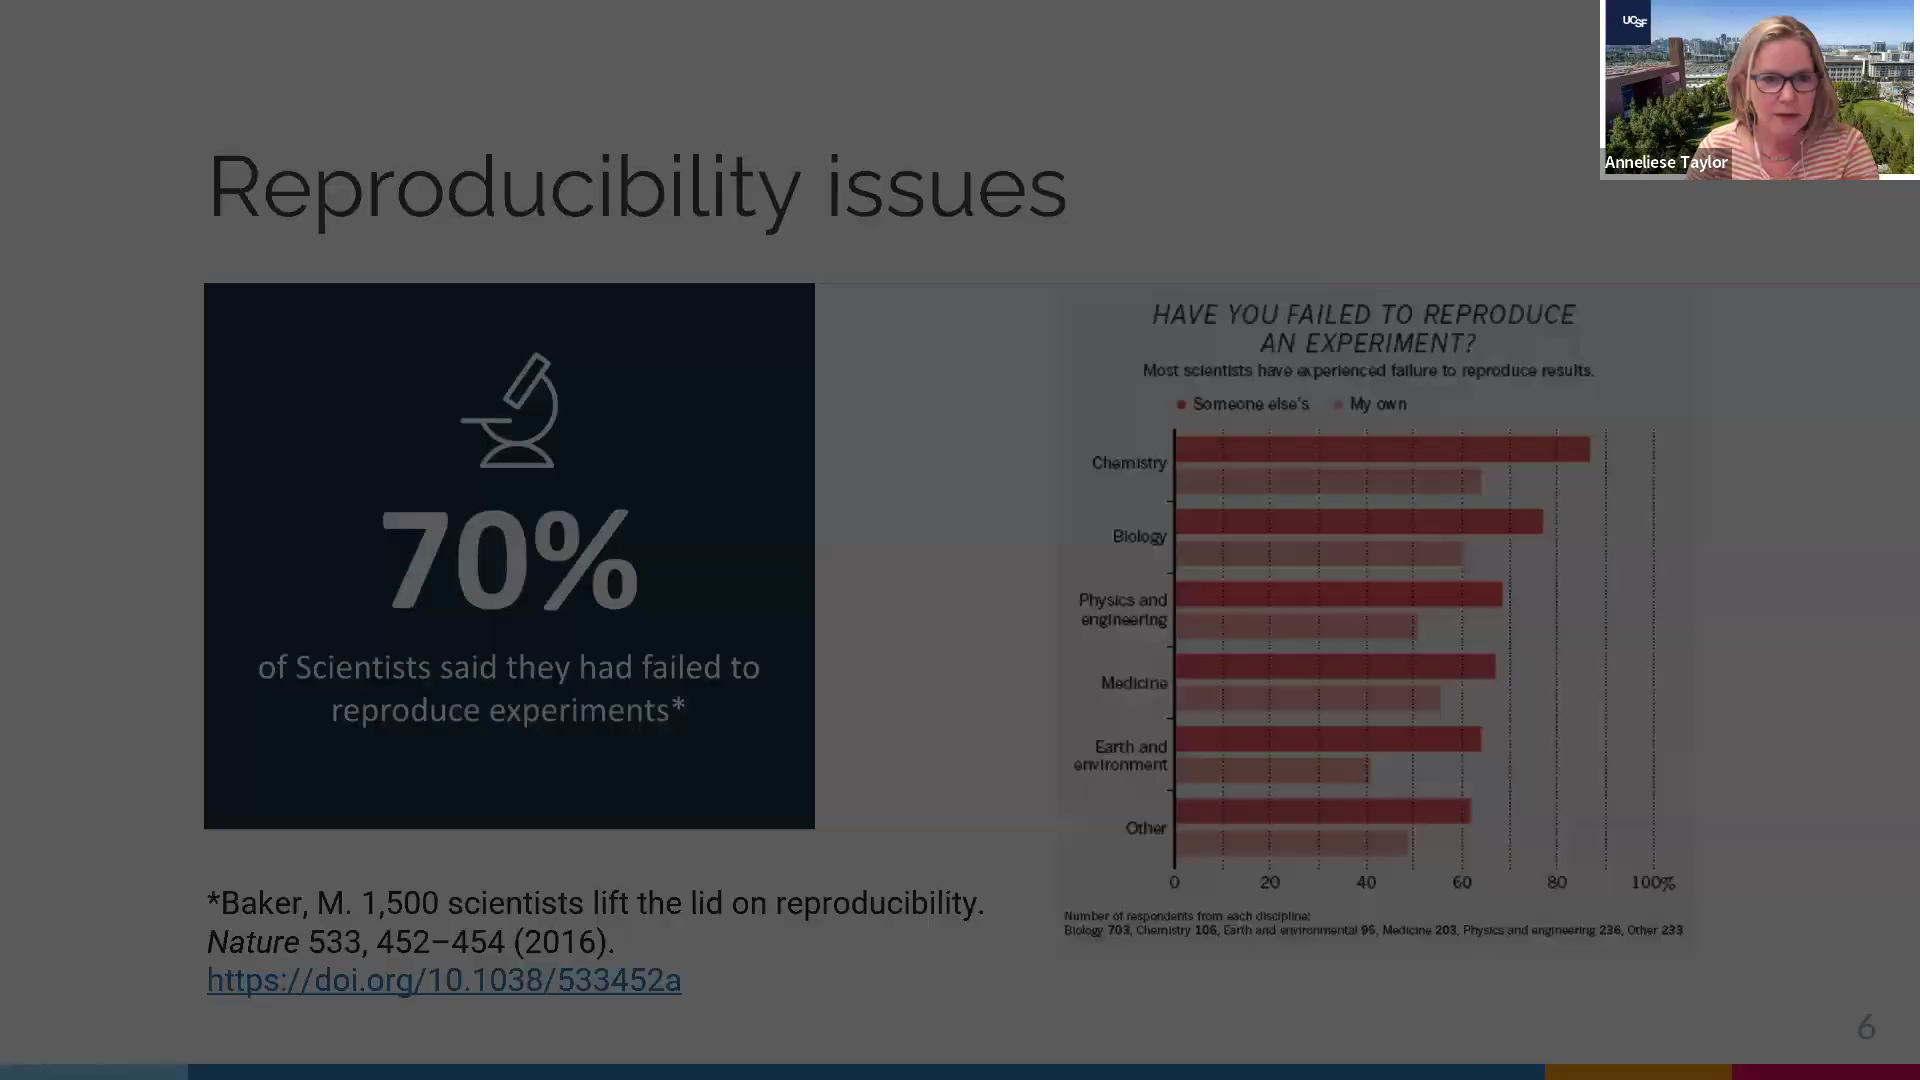 UCSF
Anneliese Taylor
Reproducibility issues
70%
of Scientists said they had failed to
reproduce experiments*
*Baker, M. 1,500 scientists lift the lid on reproducibility.
Nature 533, 452–454 (2016).
https://doi.org/10.1038/533452a
HAVE YOU FAILED TO REPRODUCE
AN EXPERIMENT?
Most scientists have experienced failure to reproduce results.
Someone else's My own
Chemistry
Biology
Physics and
engineering
Medicine
Earth and
environment
Other
0 20 40 60 80 100%
Number of respondents from each discipline:
Biology 703, Chemistry 106, Earth and environmental 95, Medicine 203, Physics and engineering 236, Other 233
6